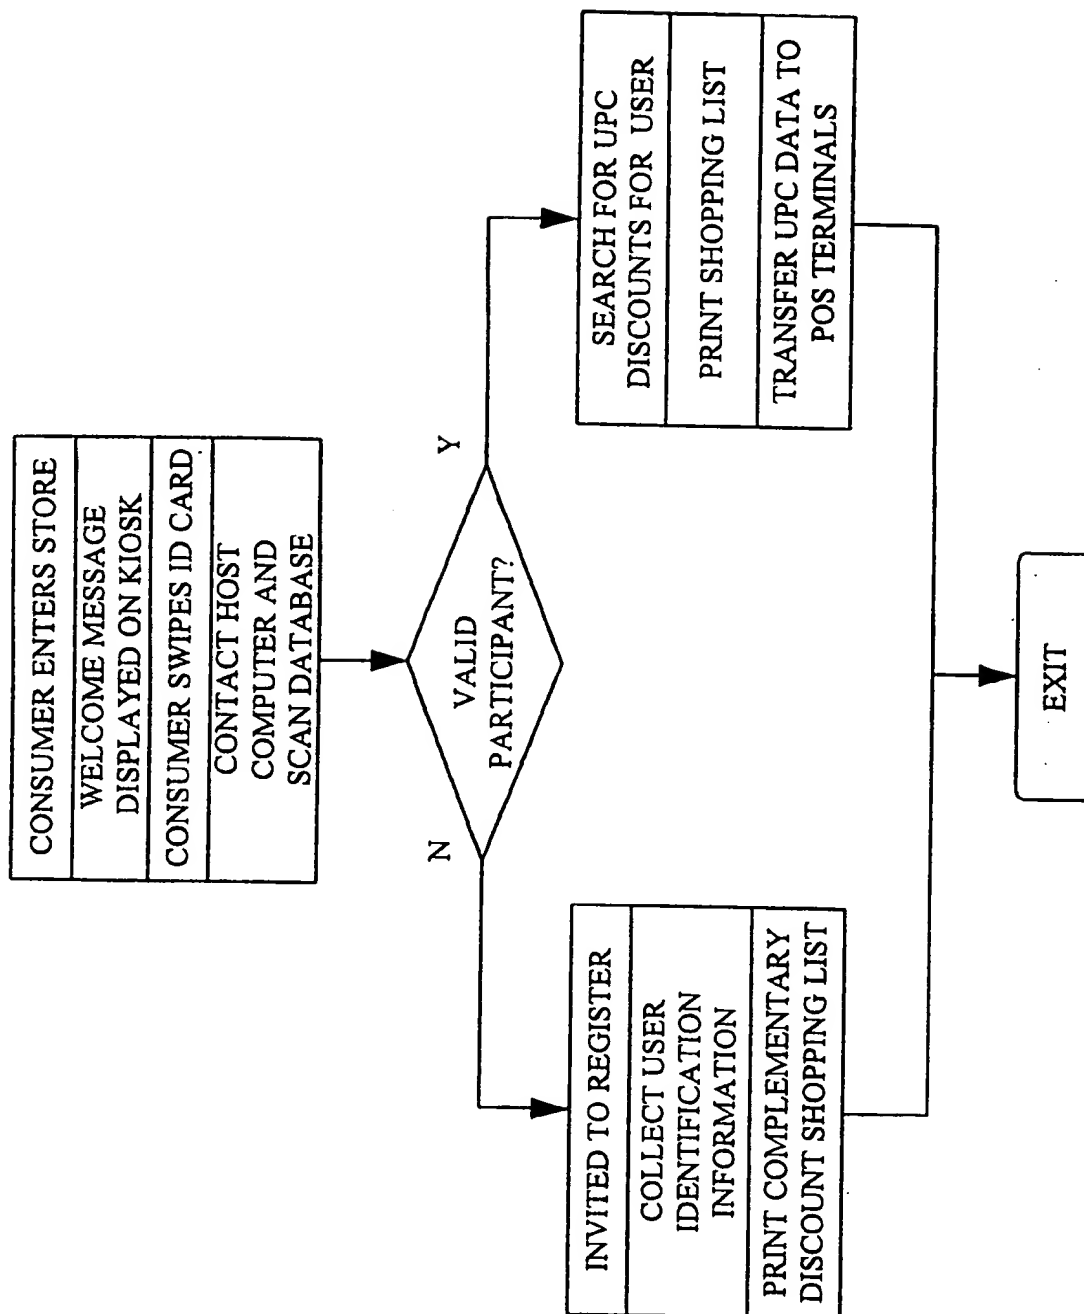 CONSUMER ENTERS STORE
WELCOME MESSAGE
DISPLAYED ON KIOSK
CONSUMER SWIPES ID CARD
CONTACT HOST
COMPUTER AND
SCAN DATABASE
VALID
PARTICIPANT?
N
Y
INVITED TO REGISTER
COLLECT USER
IDENTIFICATION
INFORMATION
PRINT COMPLEMENTARY
DISCOUNT SHOPPING LIST
SEARCH FOR UPC
DISCOUNTS FOR USER
PRINT SHOPPING LIST
TRANSFER UPC DATA TO
POS TERMINALS
EXIT